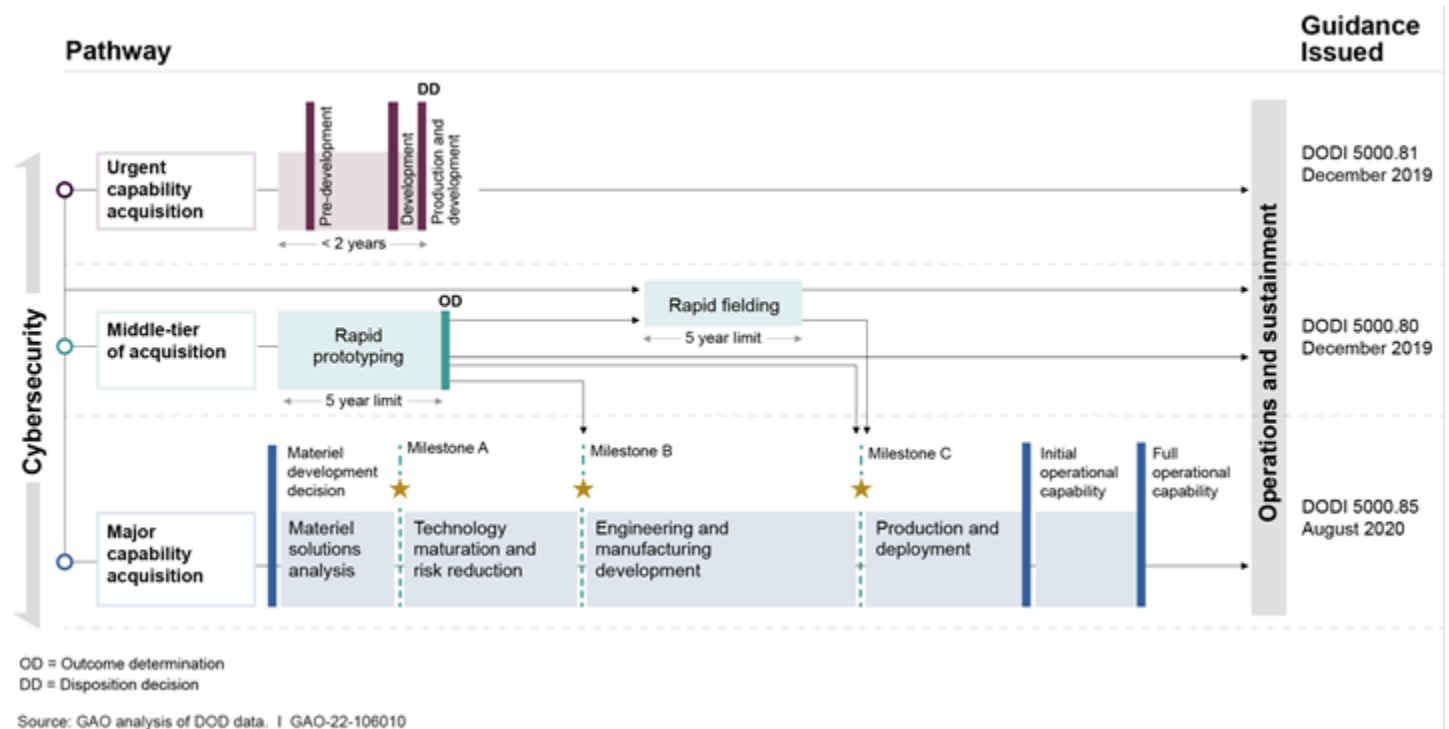 Pathway
Guidance
Issued
Cybersecurity
Urgent
capability
acquisition
Pre-development
Development
DD
Production and
development
< 2 years
DODI 5000.81
December 2019
Middle-tier
of acquisition
Rapid
prototyping
OD
5 year limit
Rapid fielding
5 year limit
DODI 5000.80
December 2019
Major
capability
acquisition
Materiel
development
decision
Milestone A
Milestone B
Milestone C
Initial
operational
capability
Full
operational
capability
Materiel
solutions
analysis
Technology
maturation and
risk reduction
Engineering and
manufacturing
development
Production and
deployment
DODI 5000.85
August 2020
Operations and sustainment
OD = Outcome determination
DD = Disposition decision
Source: GAO analysis of DOD data. I GAO-22-106010